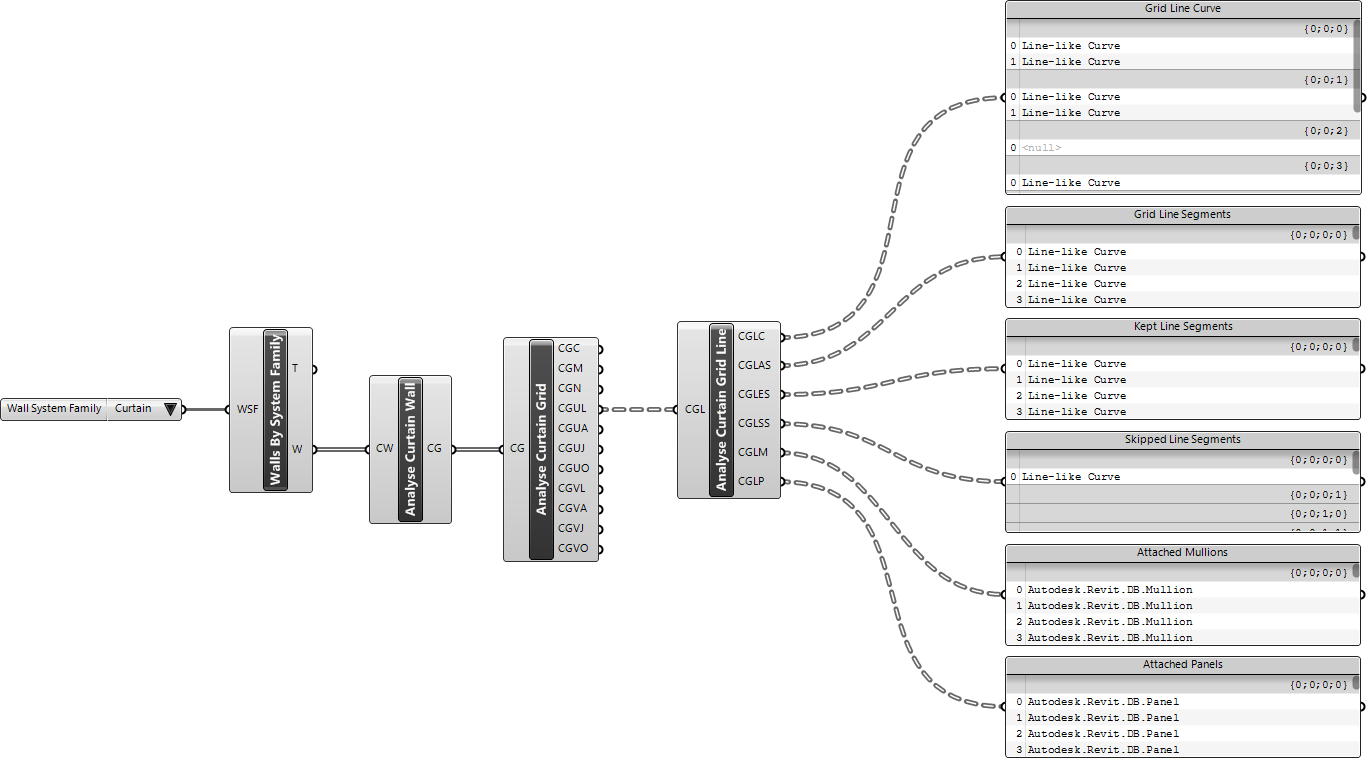 Wall System Family Curtain
WSF
Walls By System Family
T
W
CW
Analyse Curtain Wall
CG
CG
Analyse Curtain Grid
CGC
CGM
CGN
CGUL
CGUA
CGUJ
CGUO
CGVL
CGVA
CGVJ
CGVO
CGL
Analyse Curtain Grid Line
CGLC
CGLAS
CGLES
CGLSS
CGLM
CGLP
Grid Line Curve
{0;0;0}
0 Line-like Curve
1 Line-like Curve
{0;0;1}
0 Line-like Curve
1 Line-like Curve
{0;0;2}
0 <null>
{0;0;3}
0 Line-like Curve
Grid Line Segments
{0;0;0;0}
0 Line-like Curve
1 Line-like Curve
2 Line-like Curve
3 Line-like Curve
Kept Line Segments
{0;0;0;0}
0 Line-like Curve
1 Line-like Curve
2 Line-like Curve
3 Line-like Curve
Skipped Line Segments
{0;0;0;0}
0 Line-like Curve
{0;0;0;1}
{0;0;1;0}
Attached Mullions
{0;0;0;0}
0 Autodesk.Revit.DB.Mullion
1 Autodesk.Revit.DB.Mullion
2 Autodesk.Revit.DB.Mullion
3 Autodesk.Revit.DB.Mullion
Attached Panels
{0;0;0;0}
0 Autodesk.Revit.DB.Panel
1 Autodesk.Revit.DB.Panel
2 Autodesk.Revit.DB.Panel
3 Autodesk.Revit.DB.Panel